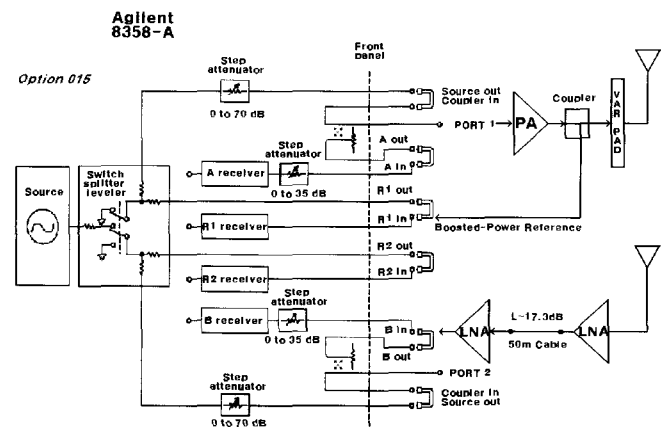 Agilent
8358-A
Option 015
Step
attenuator
0 to 70 dB
Front
panel
Source out
Coupler in
PORT 1
PA
Coupler
VAR PAD
A out
A in
Step
attenuator
0 to 35 dB
A receiver
Source
Switch
splitter
leveler
R1 out
R1 in
R1 receiver
Boosted-Power Reference
R2 out
R2 in
R2 receiver
Step
attenuator
0 to 35 dB
B receiver
B in
B out
LNA
L-17.3dB
50m Cable
LNA
PORT 2
Step
attenuator
0 to 70 dB
Coupler in
Source out